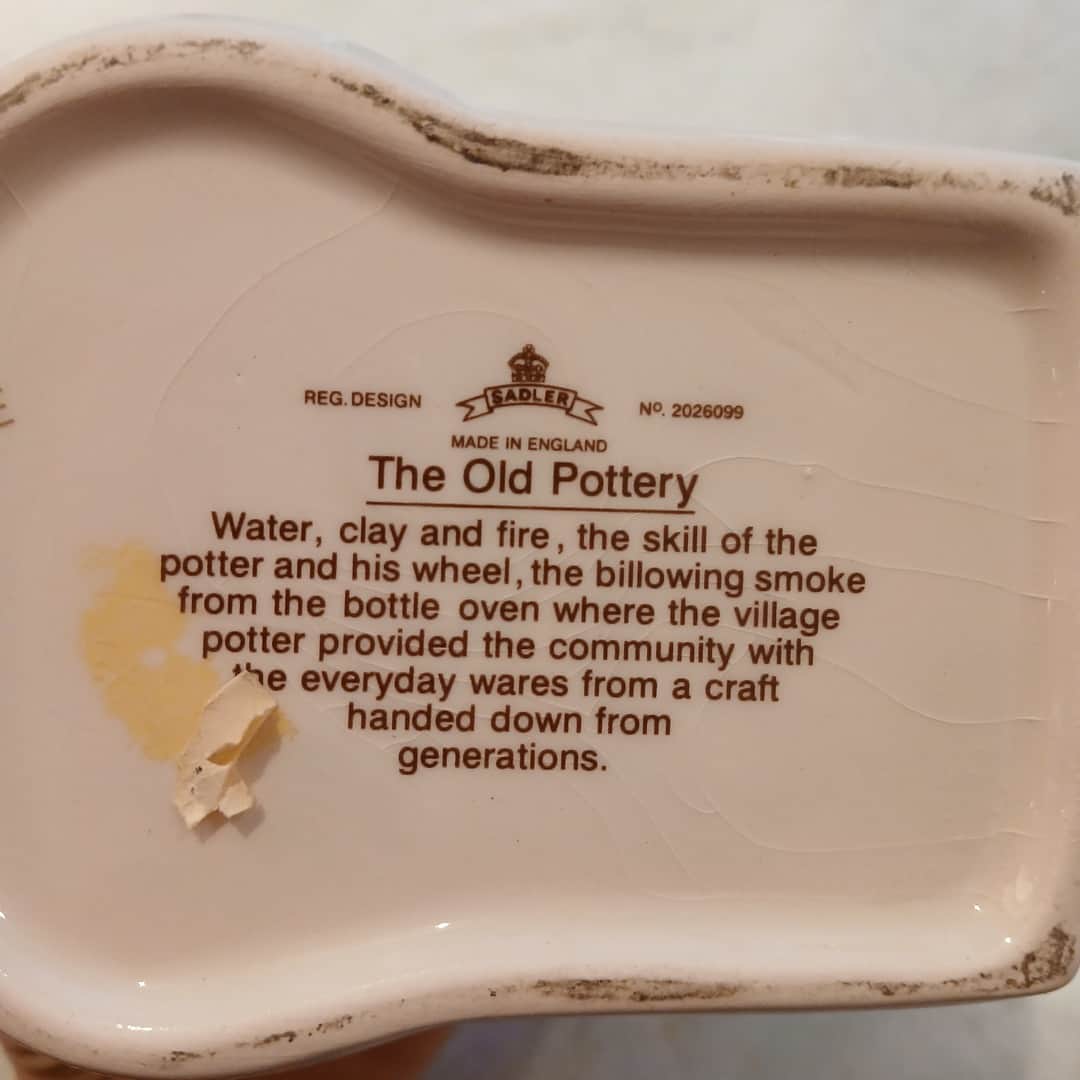 REG. DESIGN SADLER Nº. 2026099
MADE IN ENGLAND
The Old Pottery
Water, clay and fire, the skill of the
potter and his wheel, the billowing smoke
from the bottle oven where the village
potter provided the community with
the everyday wares from a craft
handed down from
generations.